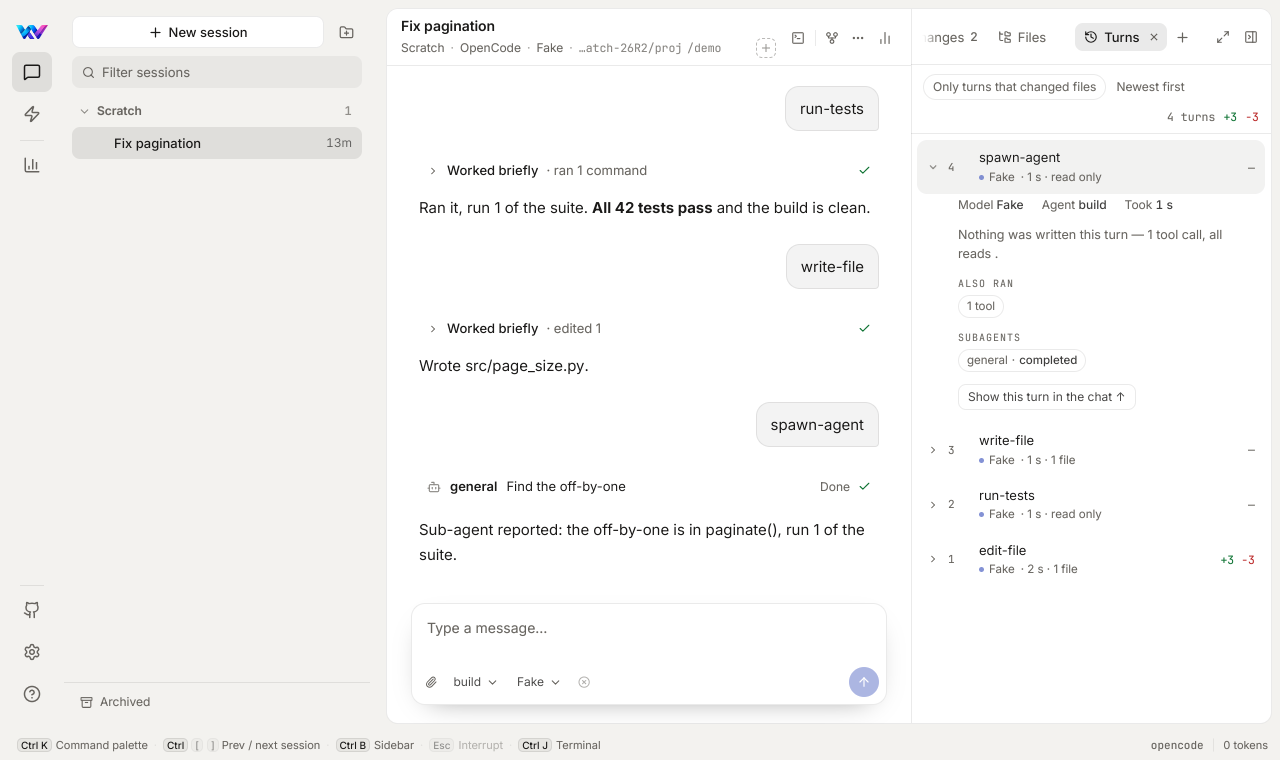 New session
Filter sessions
Scratch 1
Fix pagination 13m
Archived
Fix pagination
Scratch · OpenCode · Fake · …atch-26R2/proj /demo
run-tests
Worked briefly · ran 1 command
Ran it, run 1 of the suite. All 42 tests pass and the build is clean.
write-file
Worked briefly · edited 1
Wrote src/page_size.py.
spawn-agent
general Find the off-by-one Done
Sub-agent reported: the off-by-one is in paginate(), run 1 of the
suite.
Type a message…
build Fake
anges 2 Files Turns
Only turns that changed files Newest first
4 turns +3 -3
4 spawn-agent –
Fake · 1 s · read only
Model Fake Agent build Took 1 s
Nothing was written this turn — 1 tool call, all
reads .
ALSO RAN
1 tool
SUBAGENTS
general · completed
Show this turn in the chat ↑
3 write-file –
Fake · 1 s · 1 file
2 run-tests –
Fake · 1 s · read only
1 edit-file +3 -3
Fake · 2 s · 1 file
Ctrl K Command palette · Ctrl [ ] Prev / next session · Ctrl B Sidebar · Esc Interrupt · Ctrl J Terminal opencode 0 tokens